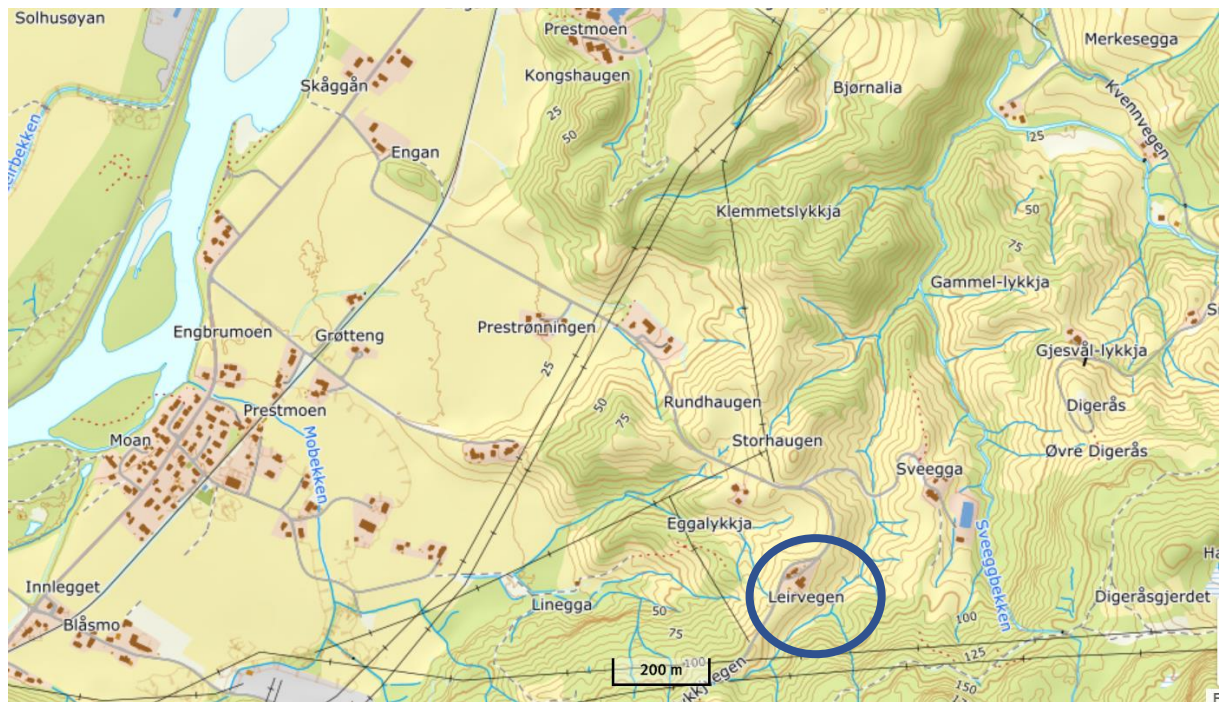 Solhusøyan
Prestmoen
Merkesegga
Kongshaugen
Skåggån
Bjørnalia
Kvennvegen
25
50
25
Engan
Klemmetslykkja
50
75
Gammel-lykkja
Engbrumoen
Grøtteng
Prestrønningen
Gjesvål-lykkja
25
50
75
Rundhaugen
Digerås
Prestmoen
Moan
Storhaugen
Øvre Digerås
Mobekken
Sveegga
Eggalykkja
Sveeggbekken
Innlegget
Leirvegen
Linegga
50
Digeråsgjerdet
Blåsmo
75
100
125
200 m
100
150